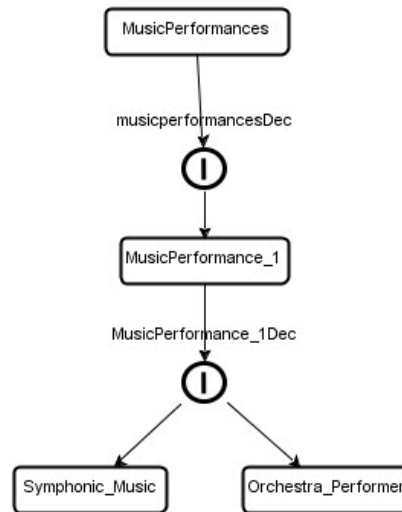 MusicPerformances
musicperformancesDec
I
MusicPerformance_1
MusicPerformance_1Dec
I
Symphonic_Music
Orchestra_Performer